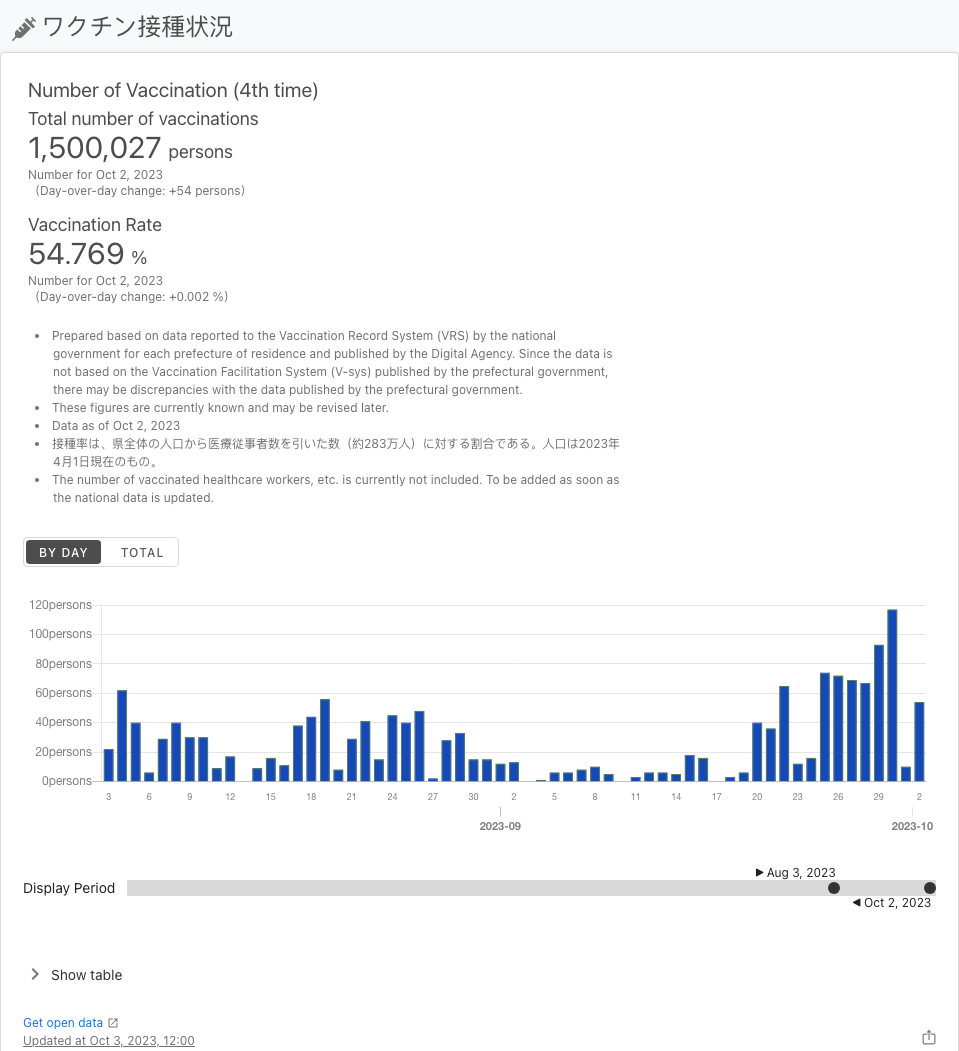 ワクチン接種状況
Number of Vaccination (4th time)
Total number of vaccinations
1,500,027 persons
Number for Oct 2, 2023
(Day-over-day change: +54 persons)
Vaccination Rate
54.769 %
Number for Oct 2, 2023
(Day-over-day change: +0.002 %)
• Prepared based on data reported to the Vaccination Record System (VRS) by the national
government for each prefecture of residence and published by the Digital Agency. Since the data is
not based on the Vaccination Facilitation System (V-sys) published by the prefectural government,
there may be discrepancies with the data published by the prefectural government.
• These figures are currently known and may be revised later.
• Data as of Oct 2, 2023
• 接種率は、県全体の人口から医療従事者数を引いた数（約283万人）に対する割合である。人口は2023年
4月1日現在のもの。
• The number of vaccinated healthcare workers, etc. is currently not included. To be added as soon as
the national data is updated.
BY DAY TOTAL
120persons
100persons
80persons
60persons
40persons
20persons
0persons
3 6 9 12 15 18 21 24 27 30 2 5 8 11 14 17 20 23 26 29 2
2023-09 2023-10
Aug 3, 2023
Display Period
Oct 2, 2023
Show table
Get open data
Updated at Oct 3, 2023, 12:00